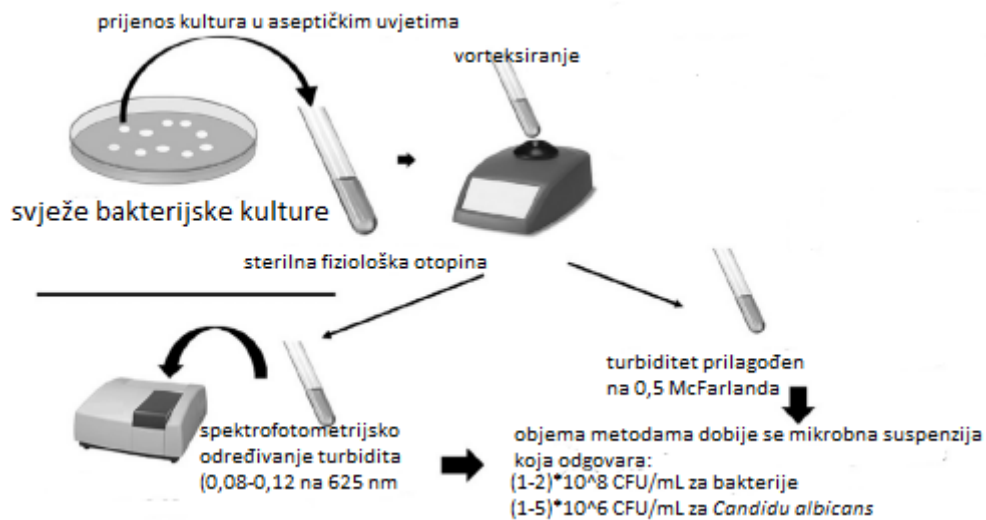 prijenos kultura u aseptičkim uvjetima
vorteksiranje
svježe bakterijske kulture
sterilna fiziološka otopina
turbiditet prilagođen
na 0,5 McFarlanda
spektrofotometrijsko
određivanje turbidita
(0,08-0,12 na 625 nm
objema metodama dobije se mikrobna suspenzija
koja odgovara:
(1-2)*10^8 CFU/mL za bakterije
(1-5)*10^6 CFU/mL za Candidu albicans